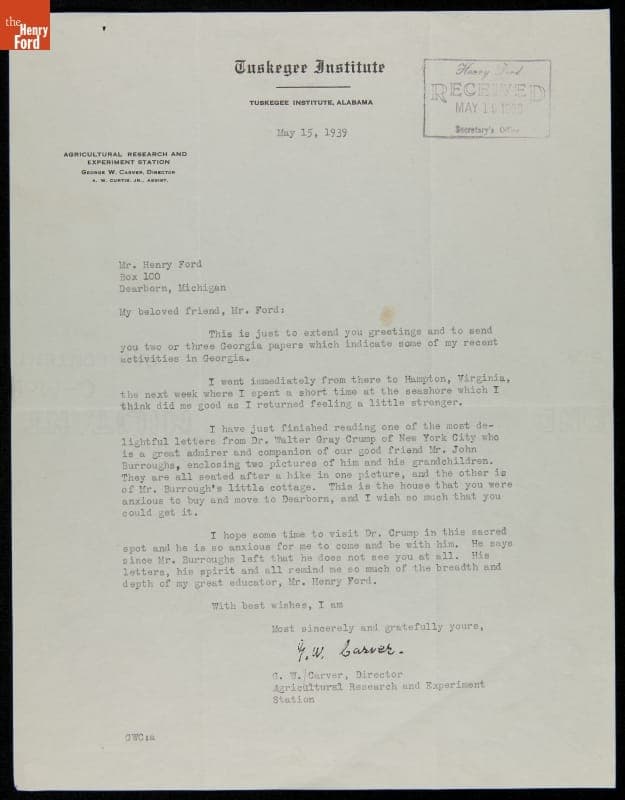 the
Henry
Ford
Tuskegee Institute
TUSKEGEE INSTITUTE, ALABAMA
Henry Ford
RECEIVED
MAY 1 1939
Secretary's Office
May 15, 1939
AGRICULTURAL RESEARCH AND
EXPERIMENT STATION
GEORGE W. CARVER, DIRECTOR
A. W. CURTIS, JR., ASSIST.
Mr. Henry Ford
Box 100
Dearborn, Michigan
My beloved friend, Mr. Ford:
This is just to extend you greetings and to send
you two or three Georgia papers which indicate some of my recent
activities in Georgia.
I went immediately from there to Hampton, Virginia,
the next week where I spent a short time at the seashore which I
think did me good as I returned feeling a little stronger.
I have just finished reading one of the most de-
lightful letters from Dr. Walter Gray Crump of New York City who
is a great admirer and companion of our good friend Mr. John
Burroughs, enclosing two pictures of him and his grandchildren.
They are all seated after a hike in one picture, and the other is
of Mr. Burrough's little cottage. This is the house that you were
anxious to buy and move to Dearborn, and I wish so much that you
could get it.
I hope some time to visit Dr. Crump in this sacred
spot and he is so anxious for me to come and be with him. He says
since Mr. Burroughs left that he does not see you at all. His
letters, his spirit and all remind me so much of the breadth and
depth of my great educator, Mr. Henry Ford.
With best wishes, I am
Most sincerely and gratefully yours,
G. W. Carver.
G. W. Carver, Director
Agricultural Research and Experiment
Station
GWC:a